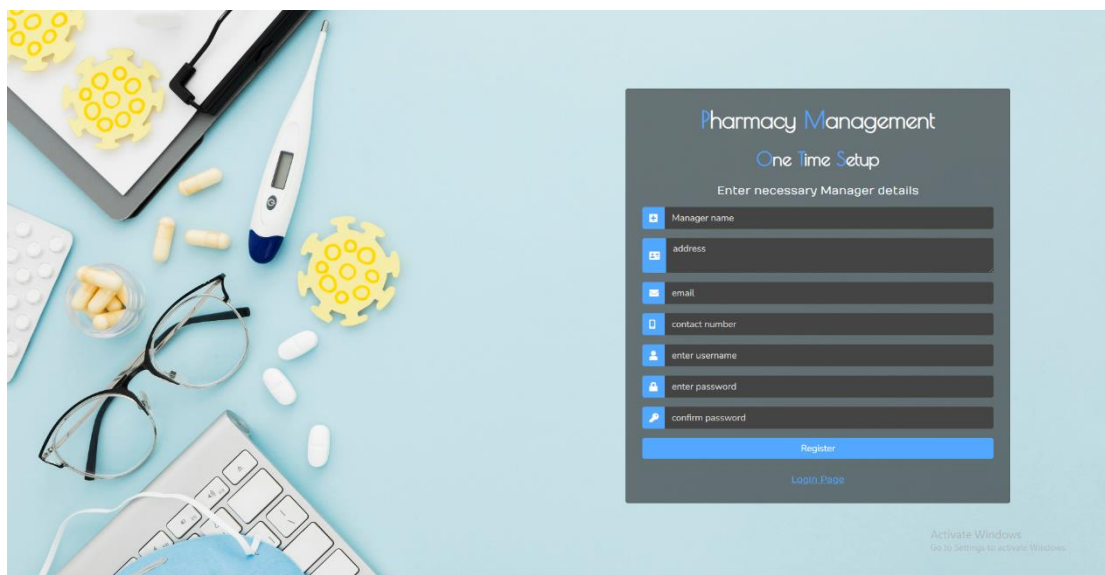 Pharmacy Management
One Time Setup
Enter necessary Manager details
Manager name
address
email
contact number
enter username
enter password
confirm password
Register
Login Page
Activate Windows
Go to Settings to activate Windows.